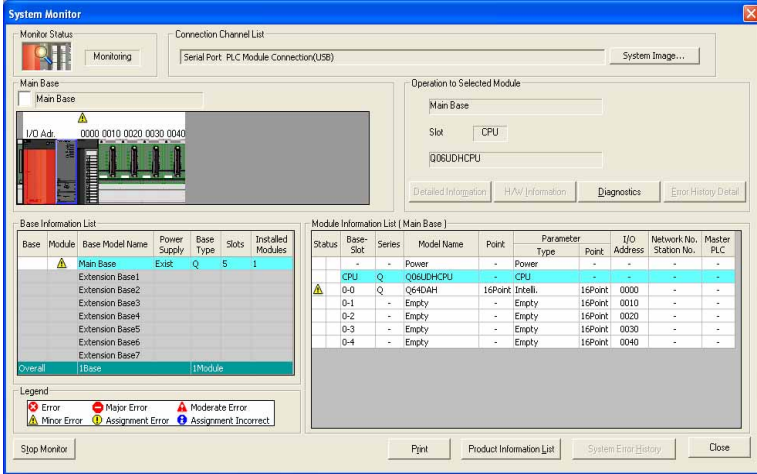 System Monitor
Monitor Status
Monitoring
Connection Channel List
Serial Port PLC Module Connection(USB)
System Image...
Main Base
Main Base
I/O Adr. 0000 0010 0020 0030 0040
Operation to Selected Module
Main Base
Slot CPU
Q06UDHCPU
Detailed Information H/W Information Diagnostics Error History Detail
Base Information List
Base Module Base Model Name Power Supply Base Type Slots Installed Modules
Main Base Exist Q 5 1
Extension Base1
Extension Base2
Extension Base3
Extension Base4
Extension Base5
Extension Base6
Extension Base7
Overall 1Base 1Module
Module Information List ( Main Base )
Status Base-Slot Series Model Name Point Parameter Type Point I/O Address Network No. Station No. Master PLC
- - Power - Power - - - -
CPU Q Q06UDHCPU - CPU - - - -
0-0 Q Q64DAH 16Point Intelli. 16Point 0000 - -
0-1 - Empty - Empty 16Point 0010 - -
0-2 - Empty - Empty 16Point 0020 - -
0-3 - Empty - Empty 16Point 0030 - -
0-4 - Empty - Empty 16Point 0040 - -
Legend
Error Major Error Moderate Error
Minor Error Assignment Error Assignment Incorrect
Stop Monitor Print Product Information List System Error History Close